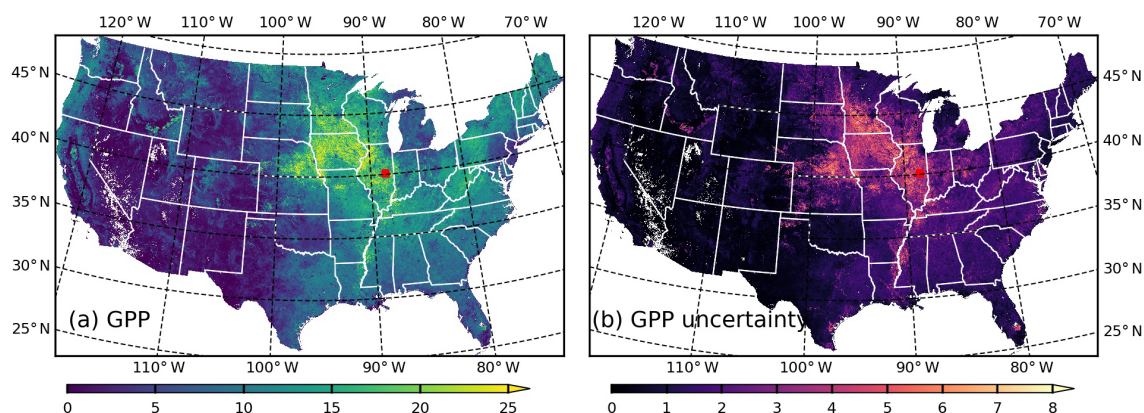 120° W 110° W 100° W 90° W 80° W 70° W
120° W 110° W 100° W 90° W 80° W 70° W
45° N
40° N
35° N
30° N
25° N
45° N
40° N
35° N
30° N
25° N
(a) GPP
(b) GPP uncertainty
110° W 100° W 90° W 80° W
110° W 100° W 90° W 80° W
0 5 10 15 20 25
0 1 2 3 4 5 6 7 8